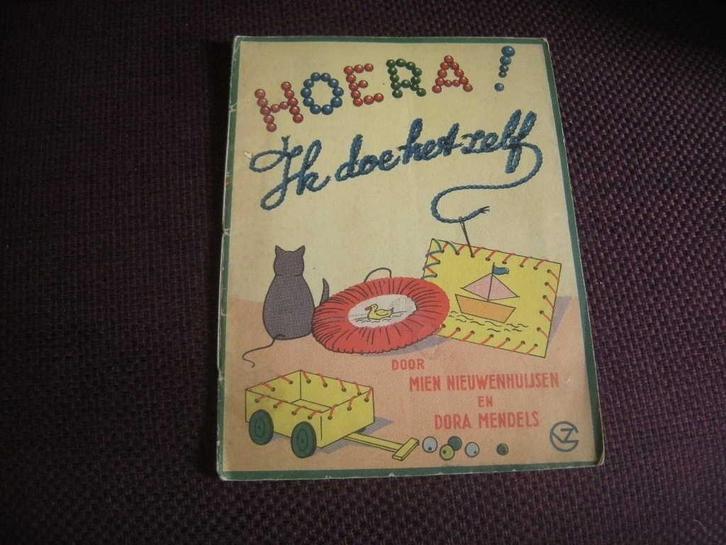 HOERA!
Ik doe het zelf
DOOR
MIEN NIEUWENHUIJSEN
EN
DORA MENDELS